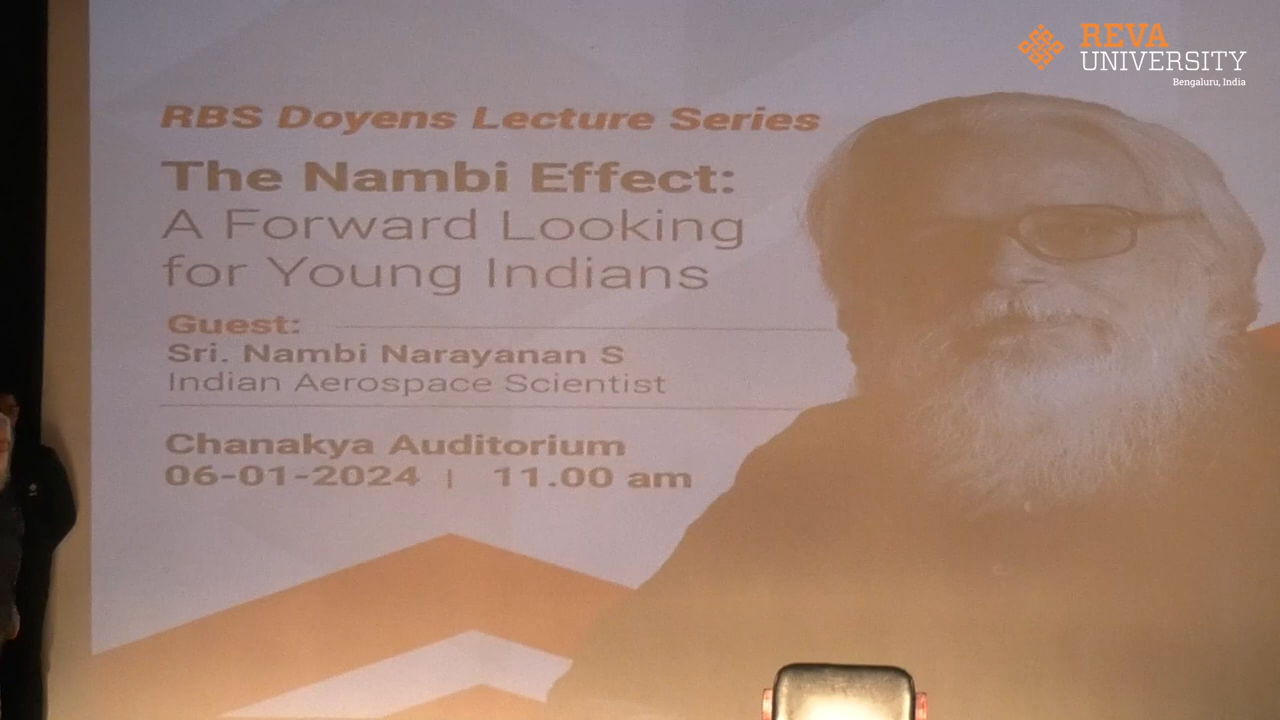 REVA
UNIVERSITY
Bengaluru, India
RBS Doyens Lecture Series
The Nambi Effect:
A Forward Looking
for Young Indians
Guest:
Sri. Nambi Narayanan S
Indian Aerospace Scientist
Chanakya Auditorium
06-01-2024 | 11.00 am